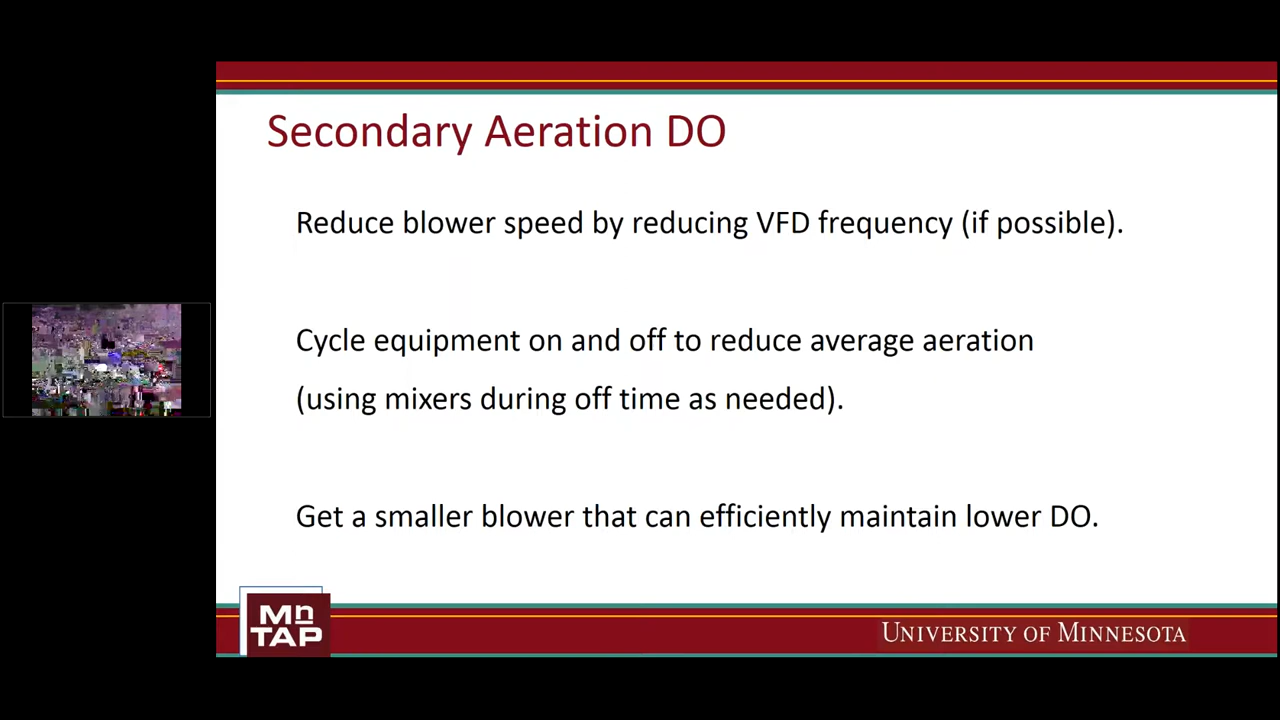 Secondary Aeration DO
Reduce blower speed by reducing VFD frequency (if possible).
Cycle equipment on and off to reduce average aeration
(using mixers during off time as needed).
Get a smaller blower that can efficiently maintain lower DO.
Mn
TAP
UNIVERSITY OF MINNESOTA